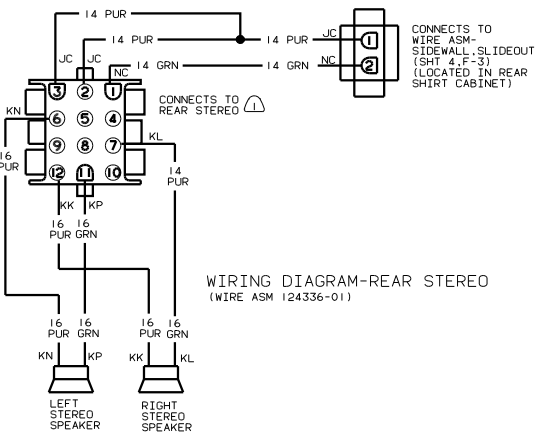 14 PUR
JC JC
14 PUR
14 PUR JC
14 GRN
14 GRN NC
NC
1
2
CONNECTS TO
WIRE ASM-
SIDEWALL,SLIDEOUT
(SHT 4,F-3)
(LOCATED IN REAR
SHIRT CABINET)
3 2 1
CONNECTS TO
REAR STEREO 1
KN
6 5 4
KL
9 8 7
16
PUR
14
PUR
12 11 10
KK KP
16 16
PUR GRN
WIRING DIAGRAM-REAR STEREO
(WIRE ASM 124336-01)
16 16
PUR GRN
16 16
PUR GRN
KN KP
KK KL
LEFT
STEREO
SPEAKER
RIGHT
STEREO
SPEAKER